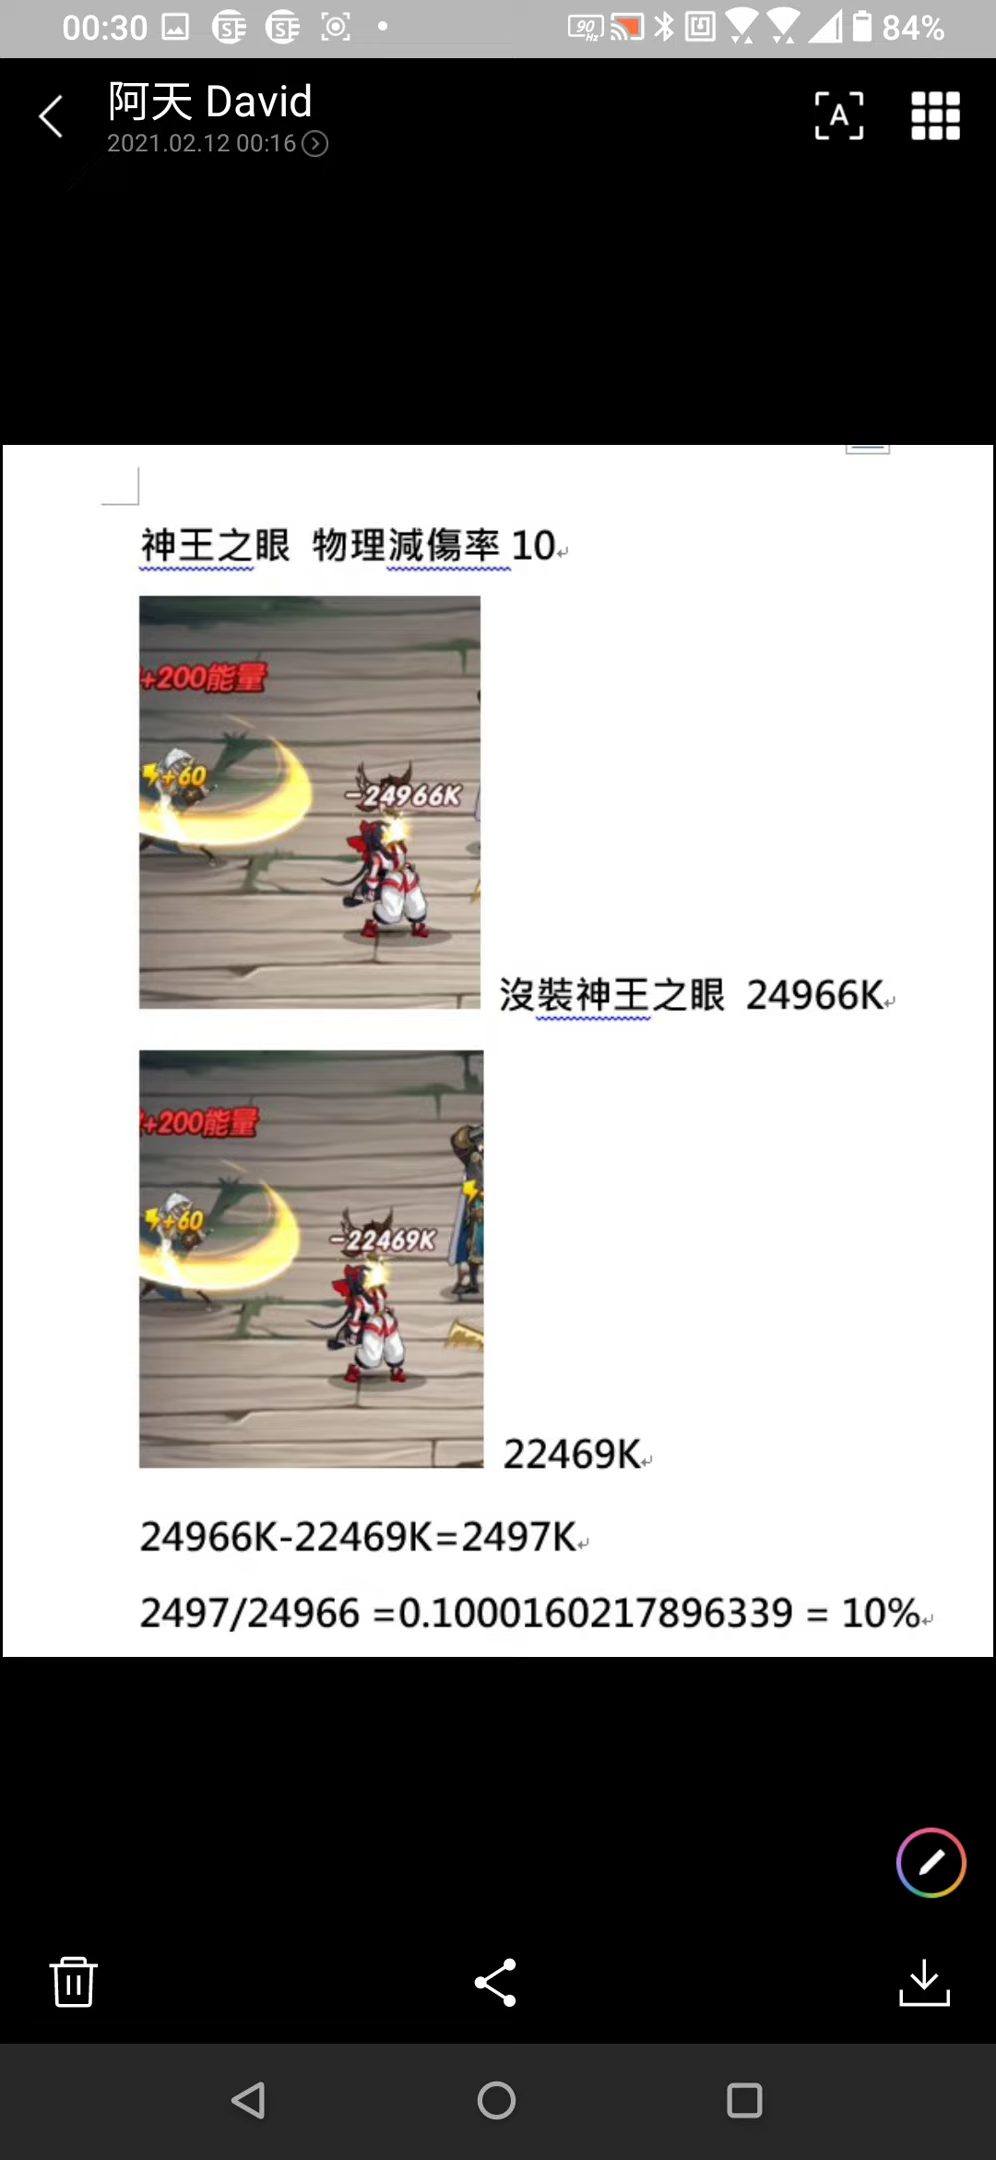 00:30
90Hz
84%
阿天 David
2021.02.12 00:16
A
神王之眼 物理減傷率 10
+200能量
+60
-24966K
沒裝神王之眼 24966K
+200能量
+60
-22469K
22469K
24966K-22469K=2497K
2497/24966 =0.1000160217896339 = 10%